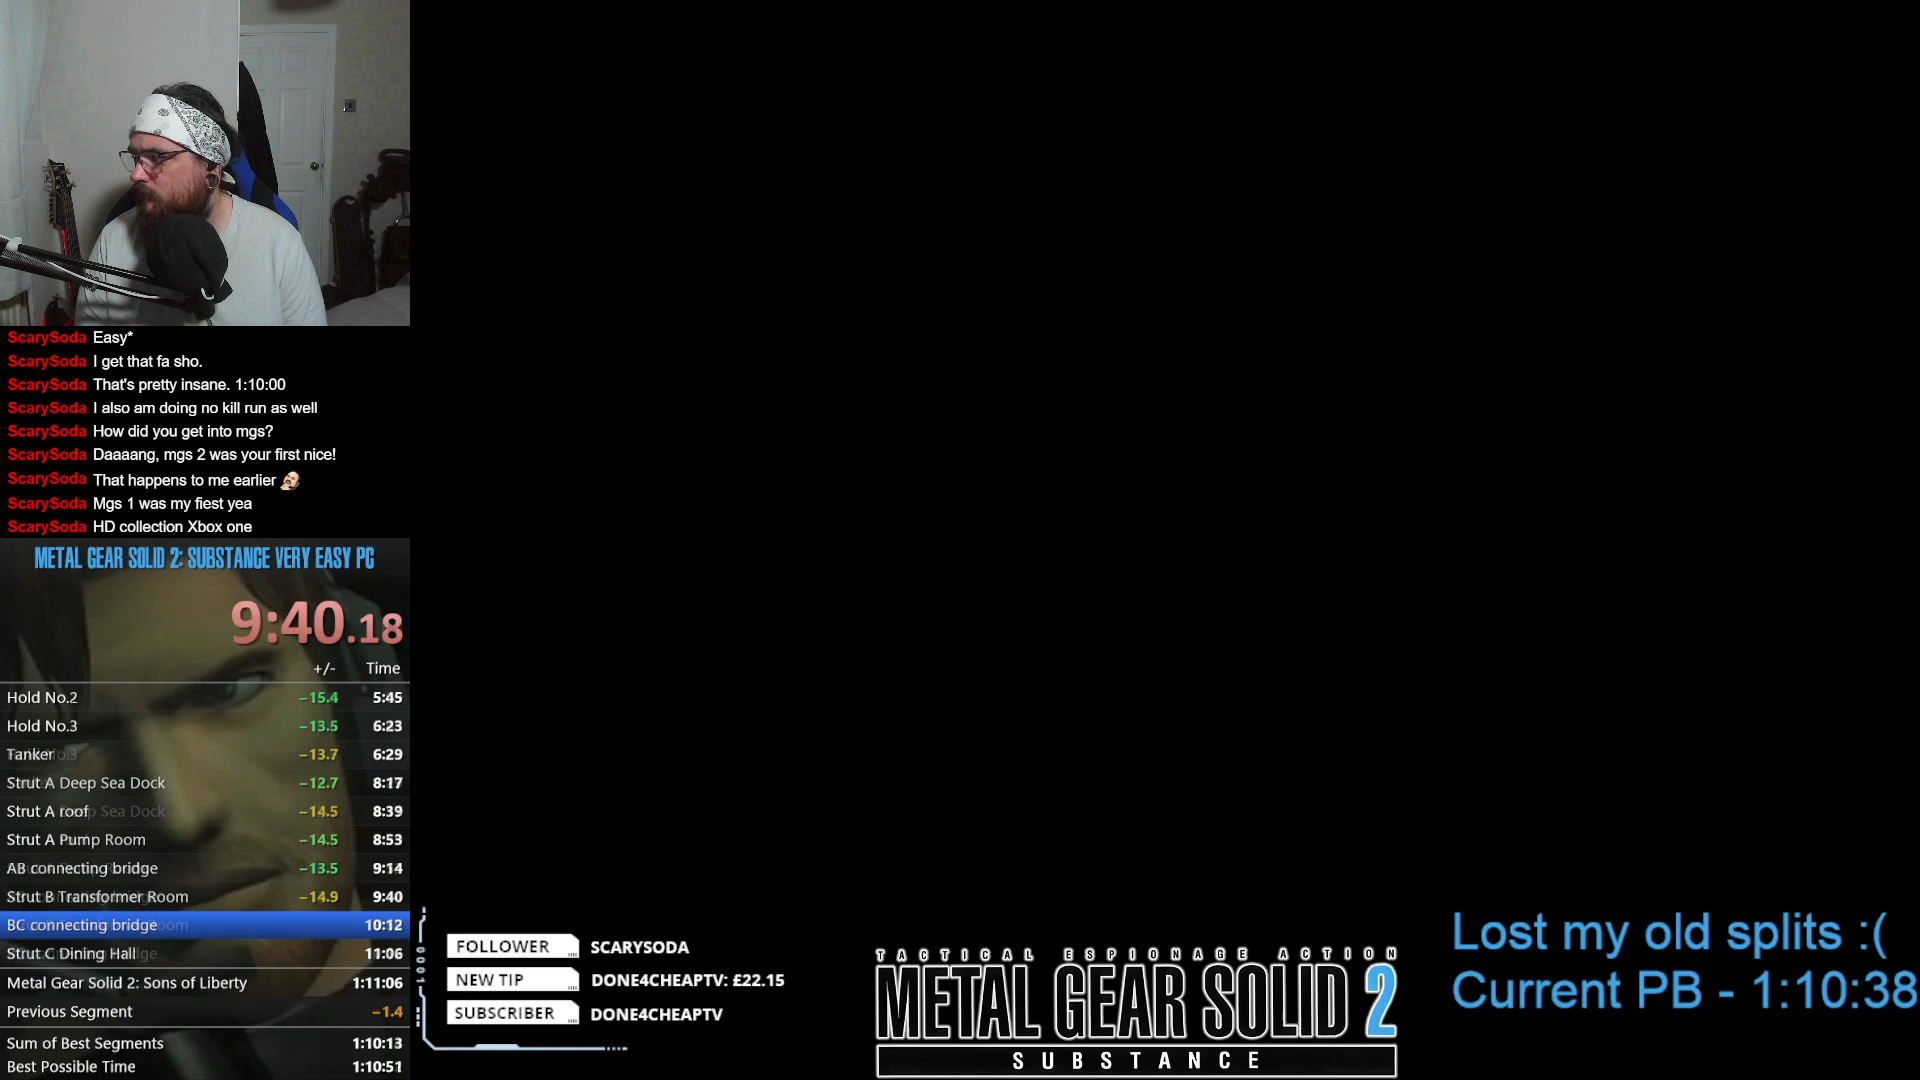 ScarySoda Easy*
ScarySoda I get that fa sho.
ScarySoda That's pretty insane. 1:10:00
ScarySoda I also am doing no kill run as well
ScarySoda How did you get into mgs?
ScarySoda Daaaang, mgs 2 was your first nice!
ScarySoda That happens to me earlier
ScarySoda Mgs 1 was my fiest yea
ScarySoda HD collection Xbox one
METAL GEAR SOLID 2: SUBSTANCE VERY EASY PC
9:40.18
+/- Time
Hold No.2 −15.4 5:45
Hold No.3 −13.5 6:23
Tanker −13.7 6:29
Strut A Deep Sea Dock −12.7 8:17
Strut A roof −14.5 8:39
Strut A Pump Room −14.5 8:53
AB connecting bridge −13.5 9:14
Strut B Transformer Room −14.9 9:40
BC connecting bridge 10:12
Strut C Dining Hall 11:06
Metal Gear Solid 2: Sons of Liberty 1:11:06
Previous Segment −1.4
Sum of Best Segments 1:10:13
Best Possible Time 1:10:51
0001
FOLLOWER SCARYSODA
NEW TIP DONE4CHEAPTV: £22.15
SUBSCRIBER DONE4CHEAPTV
TACTICAL ESPIONAGE ACTION
METAL GEAR SOLID 2
SUBSTANCE
Lost my old splits :(
Current PB - 1:10:38